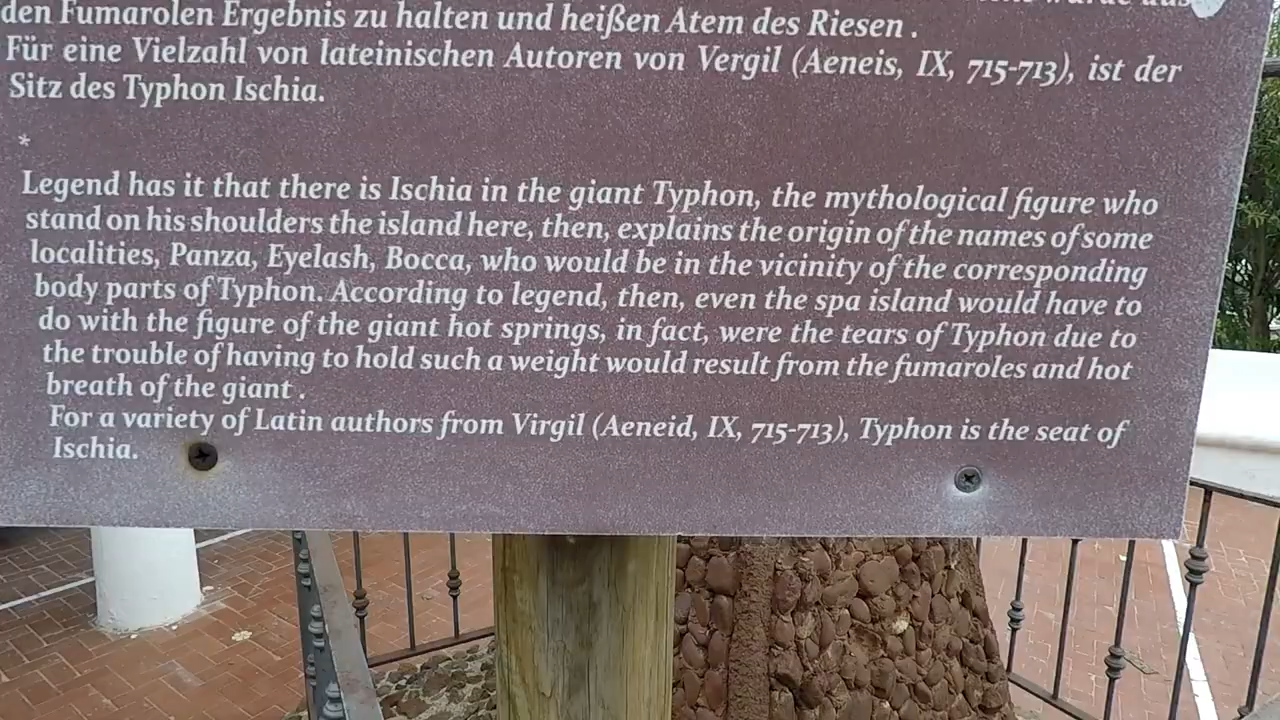 den Fumarolen Ergebnis zu halten und heißen Atem des Riesen .
Für eine Vielzahl von lateinischen Autoren von Vergil (Aeneis, IX, 715-713), ist der
Sitz des Typhon Ischia.
*
Legend has it that there is Ischia in the giant Typhon, the mythological figure who
stand on his shoulders the island here, then, explains the origin of the names of some
localities, Panza, Eyelash, Bocca, who would be in the vicinity of the corresponding
body parts of Typhon. According to legend, then, even the spa island would have to
do with the figure of the giant hot springs, in fact, were the tears of Typhon due to
the trouble of having to hold such a weight would result from the fumaroles and hot
breath of the giant .
For a variety of Latin authors from Virgil (Aeneid, IX, 715-713), Typhon is the seat of
Ischia.